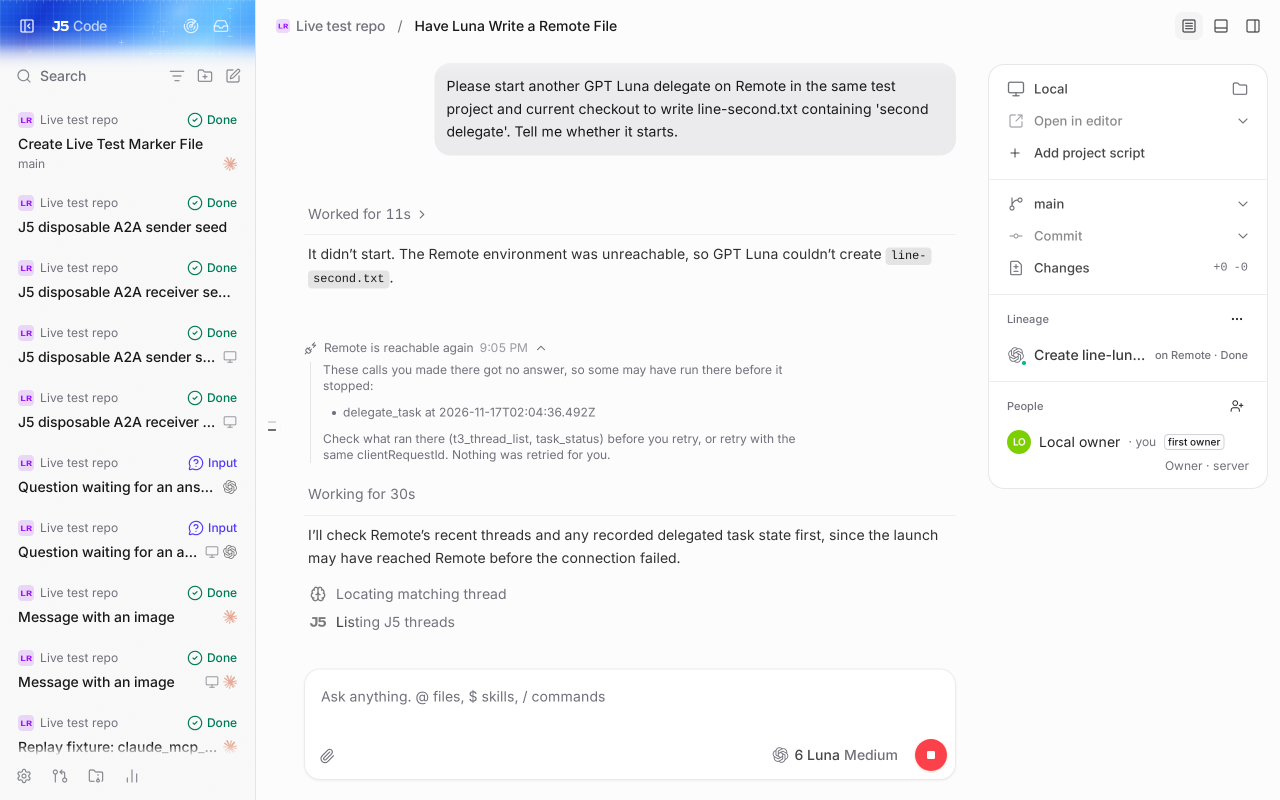 J5 Code
Search
LR Live test repo Done
Create Live Test Marker File
main
LR Live test repo Done
J5 disposable A2A sender seed
LR Live test repo Done
J5 disposable A2A receiver se...
LR Live test repo Done
J5 disposable A2A sender s...
LR Live test repo Done
J5 disposable A2A receiver ...
LR Live test repo Input
Question waiting for an ans...
LR Live test repo Input
Question waiting for an a...
LR Live test repo Done
Message with an image
LR Live test repo Done
Message with an image
LR Live test repo Done
Replay fixture: claude_mcp_...
LR Live test repo / Have Luna Write a Remote File
Please start another GPT Luna delegate on Remote in the same test
project and current checkout to write line-second.txt containing 'second
delegate'. Tell me whether it starts.
Worked for 11s
It didn’t start. The Remote environment was unreachable, so GPT Luna couldn’t create line-
second.txt.
Remote is reachable again 9:05 PM
These calls you made there got no answer, so some may have run there before it
stopped:
• delegate_task at 2026-11-17T02:04:36.492Z
Check what ran there (t3_thread_list, task_status) before you retry, or retry with the
same clientRequestId. Nothing was retried for you.
Working for 30s
I’ll check Remote’s recent threads and any recorded delegated task state first, since the launch
may have reached Remote before the connection failed.
Locating matching thread
J5 Listing J5 threads
Ask anything. @ files, $ skills, / commands
6 Luna Medium
Local
Open in editor
Add project script
main
Commit
Changes +0 -0
Lineage
Create line-lun... on Remote · Done
People
LO Local owner · you first owner
Owner · server